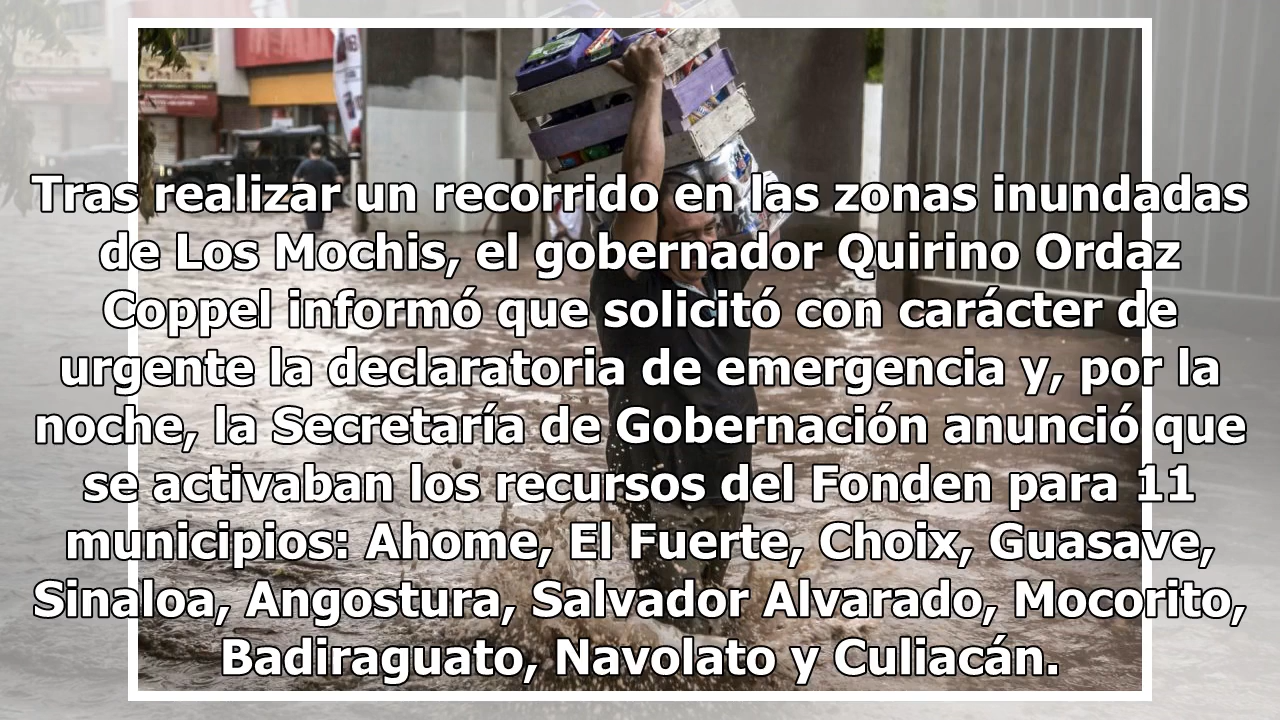 Tras realizar un recorrido en las zonas inundadas
de Los Mochis, el gobernador Quirino Ordaz
Coppel informó que solicitó con carácter de
urgente la declaratoria de emergencia y, por la
noche, la Secretaría de Gobernación anunció que
se activaban los recursos del Fonden para 11
municipios: Ahome, El Fuerte, Choix, Guasave,
Sinaloa, Angostura, Salvador Alvarado, Mocorito,
Badiraguato, Navolato y Culiacán.